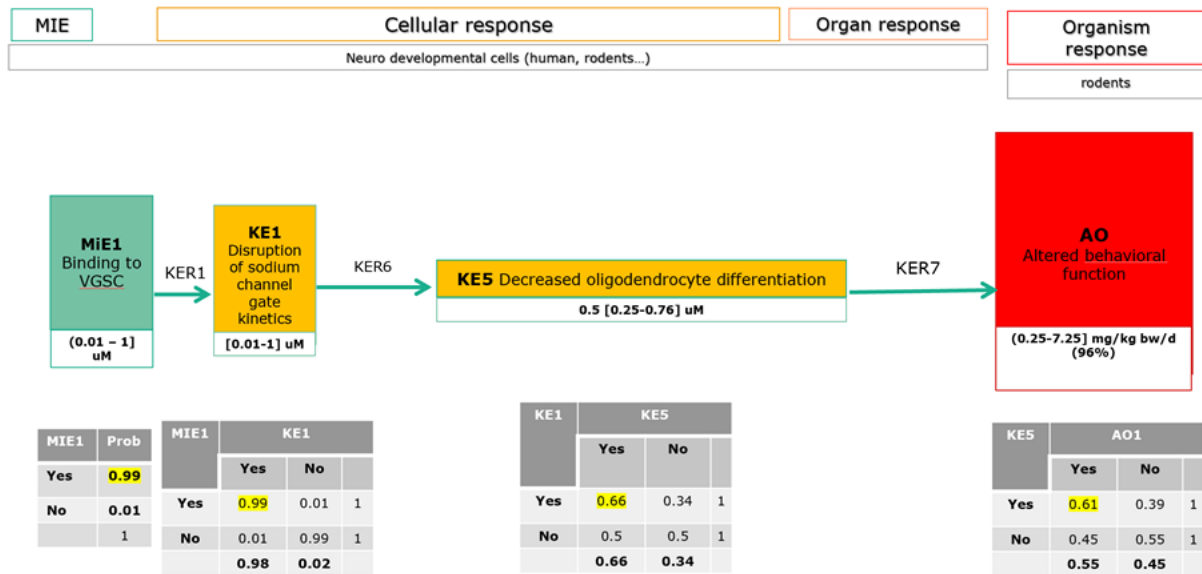 MIE
Cellular response
Organ response
Organism
response
Neuro developmental cells (human, rodents…)
rodents
MiE1
Binding to
VGSC
(0.01 – 1]
uM
KER1
KE1
Disruption
of sodium
channel
gate
kinetics
[0.01-1] uM
KER6
KE5 Decreased oligodendrocyte differentiation
0.5 [0.25-0.76] uM
KER7
AO
Altered behavioral
function
(0.25-7.25] mg/kg bw/d
(96%)
MIE1 Prob
Yes 0.99
No 0.01
1
MIE1 KE1
Yes No
Yes 0.99 0.01 1
No 0.01 0.99 1
0.98 0.02
KE1 KE5
Yes No
Yes 0.66 0.34 1
No 0.5 0.5 1
0.66 0.34
KE5 AO1
Yes No
Yes 0.61 0.39 1
No 0.45 0.55 1
0.55 0.45